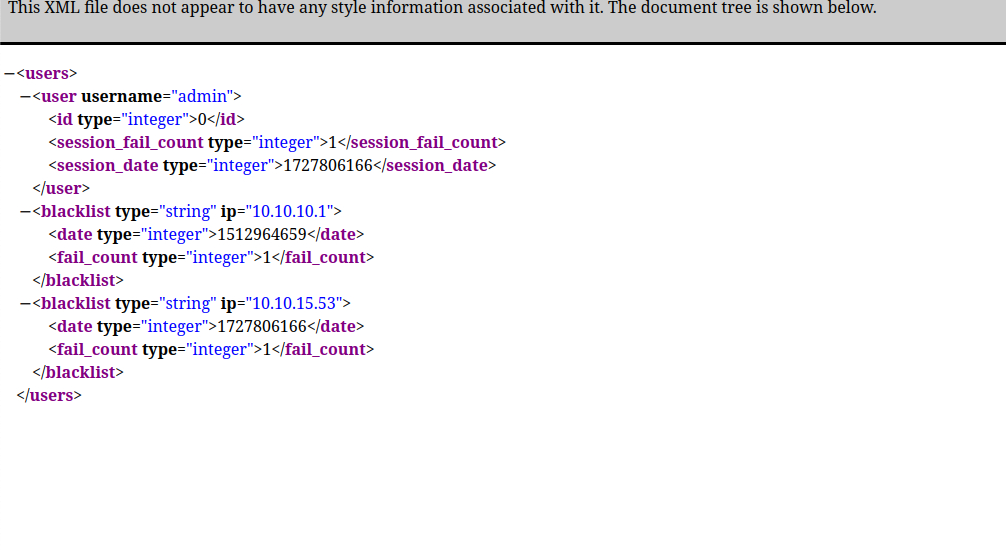 This XML file does not appear to have any style information associated with it. The document tree is shown below.
−<users>
−<user username="admin">
<id type="integer">0</id>
<session_fail_count type="integer">1</session_fail_count>
<session_date type="integer">1727806166</session_date>
</user>
−<blacklist type="string" ip="10.10.10.1">
<date type="integer">1512964659</date>
<fail_count type="integer">1</fail_count>
</blacklist>
−<blacklist type="string" ip="10.10.15.53">
<date type="integer">1727806166</date>
<fail_count type="integer">1</fail_count>
</blacklist>
</users>